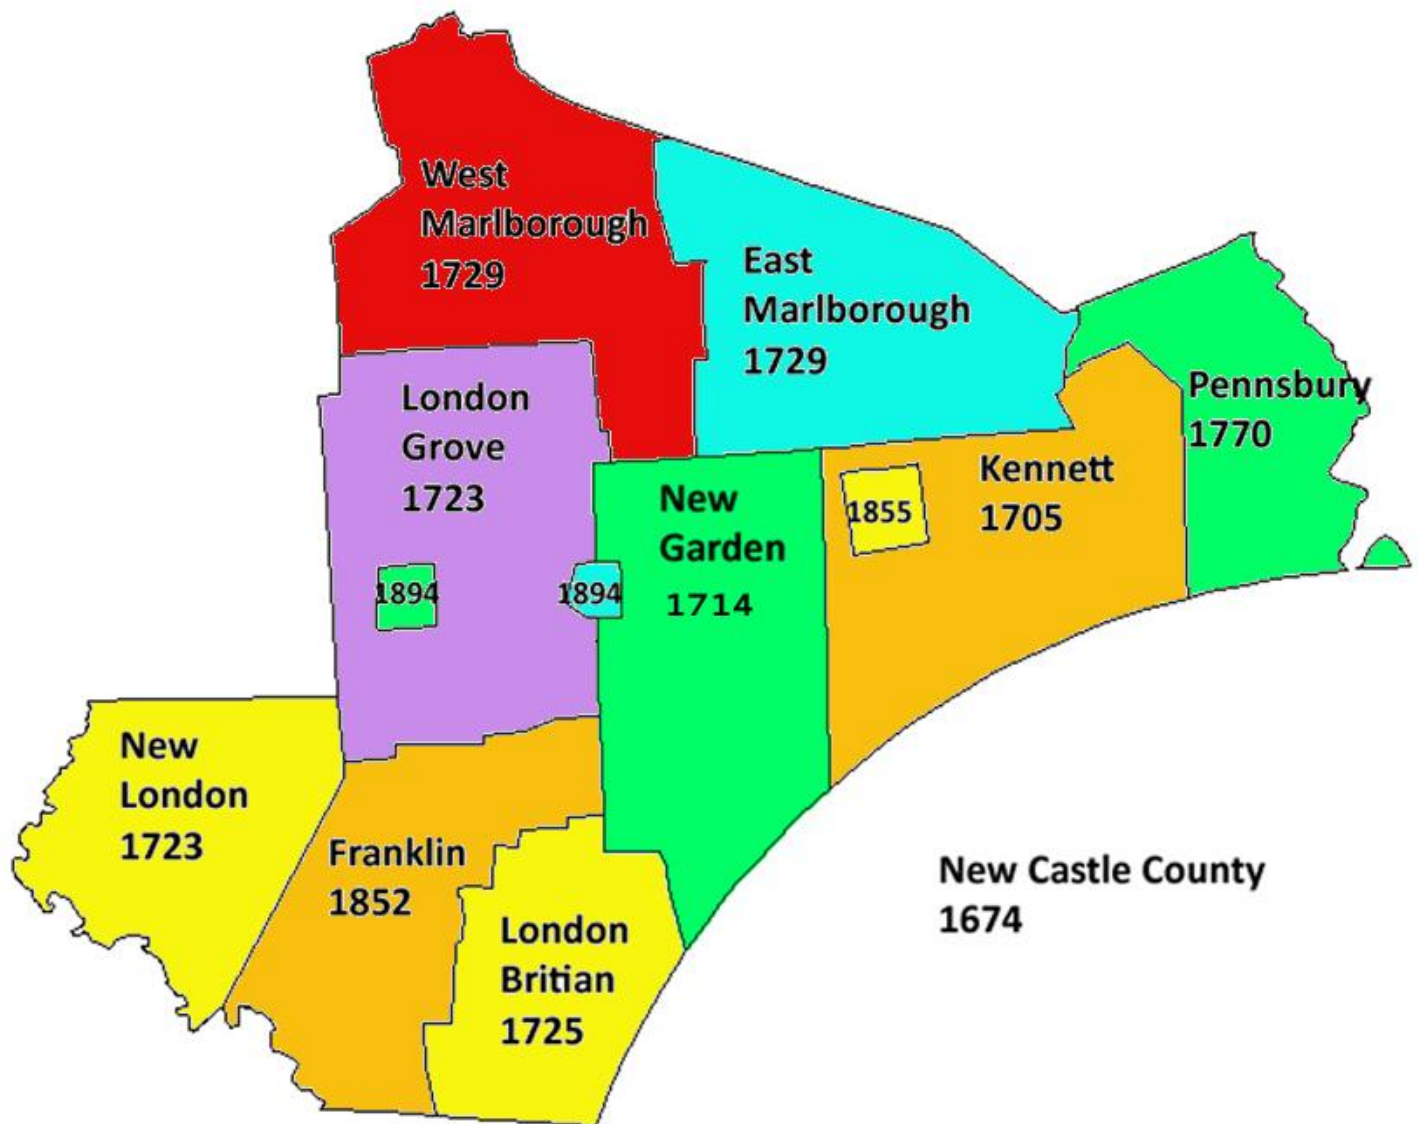 West
Marlborough
1729
East
Marlborough
1729
Pennsbury
1770
London
Grove
1723
Kennett
1705
New
Garden
1714
1855
1894
1894
New
London
1723
Franklin
1852
London
Britian
1725
New Castle County
1674